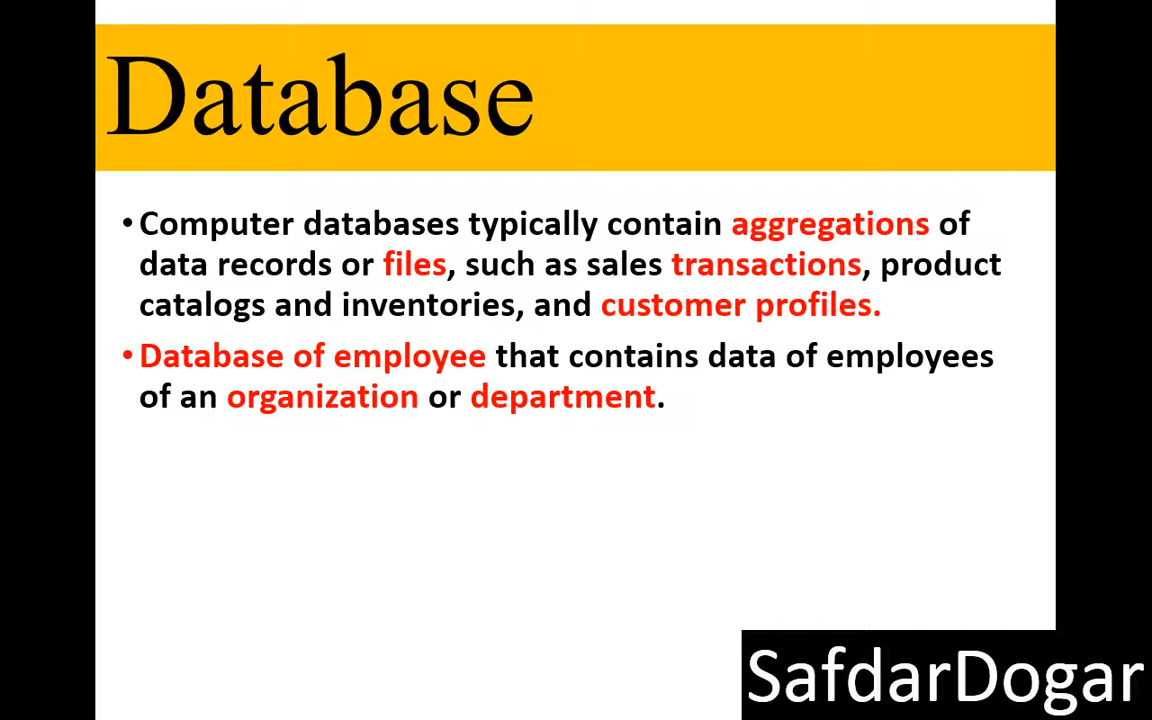 Database
• Computer databases typically contain aggregations of
data records or files, such as sales transactions, product
catalogs and inventories, and customer profiles.
• Database of employee that contains data of employees
of an organization or department.
SafdarDogar